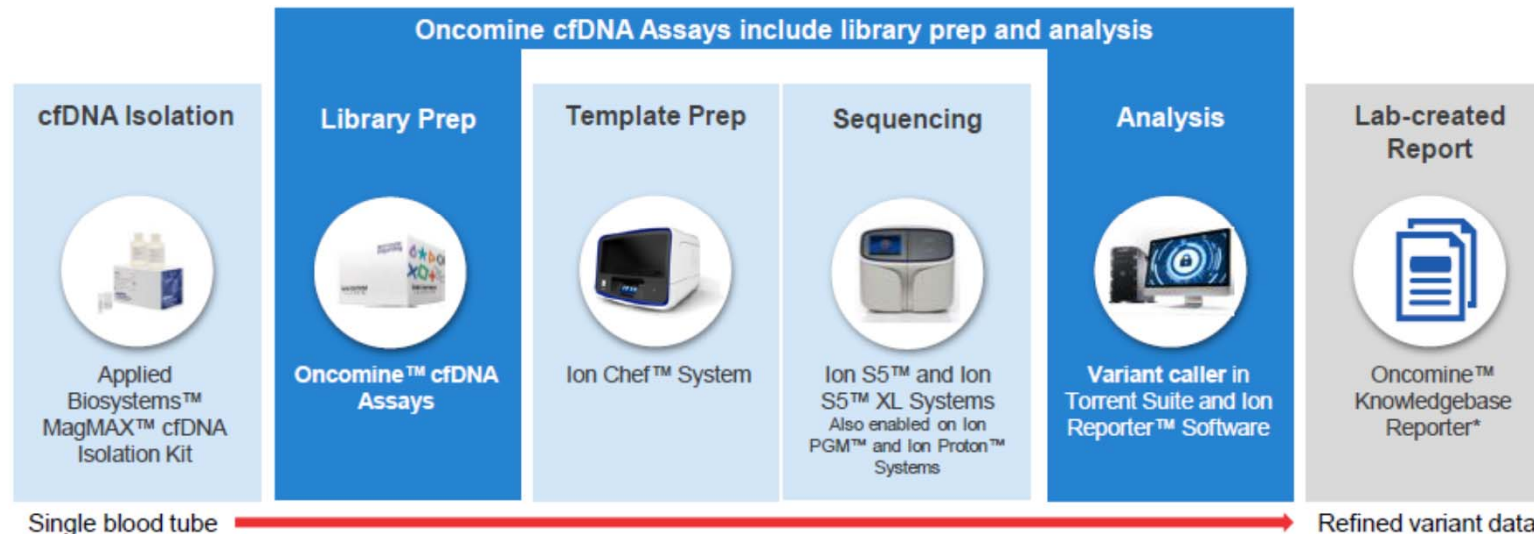 Oncomine cfDNA Assays include library prep and analysis
cfDNA Isolation
Applied
Biosystems™
MagMAX™ cfDNA
Isolation Kit
Library Prep
Oncomine™ cfDNA
Assays
Template Prep
Ion Chef™ System
Sequencing
Ion S5™ and Ion
S5™ XL Systems
Also enabled on Ion
PGM™ and Ion Proton™
Systems
Analysis
Variant caller in
Torrent Suite and Ion
Reporter™ Software
Lab-created
Report
Oncomine™
Knowledgebase
Reporter*
Single blood tube
Refined variant data